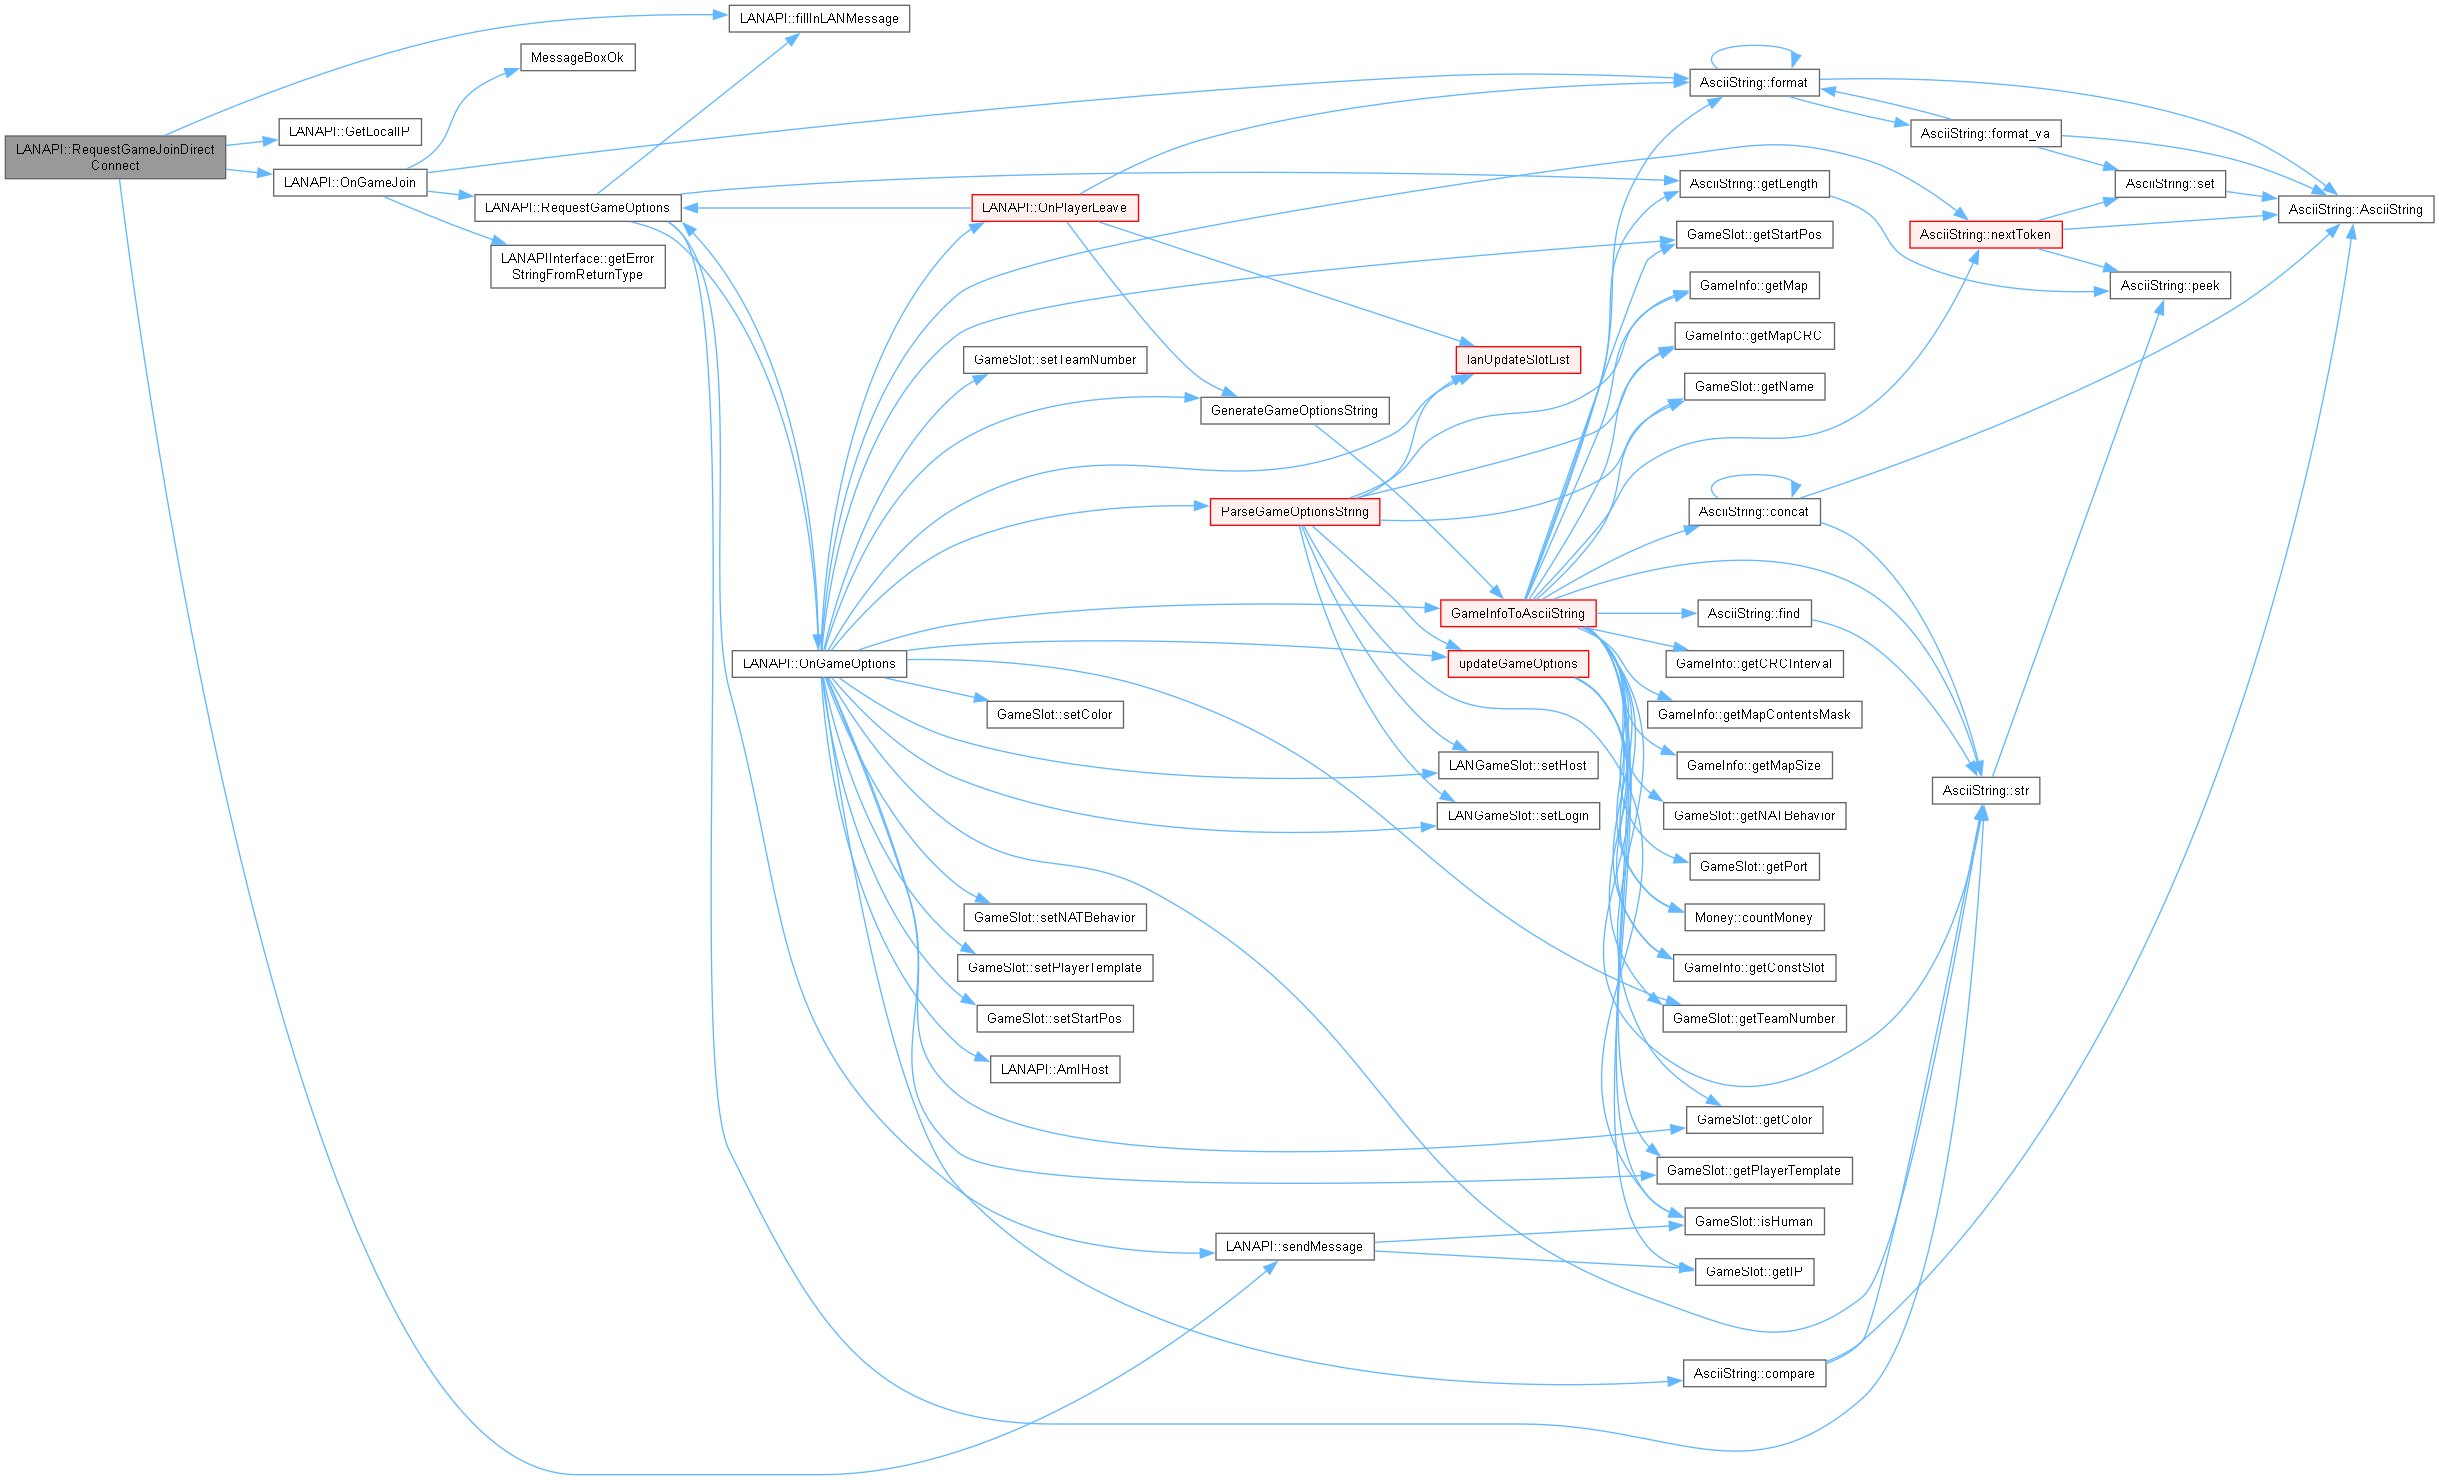 LANAPI::RequestGameJoinDirect
Connect
LANAPI::fillInLANMessage
MessageBoxOk
LANAPI::GetLocalIP
LANAPI::OnGameJoin
LANAPI::RequestGameOptions
LANAPIInterface::getError
StringFromReturnType
LANAPI::OnGameOptions
LANAPI::OnPlayerLeave
GameSlot::setTeamNumber
GenerateGameOptionsString
lanUpdateSlotList
ParseGameOptionsString
GameInfoToAsciiString
updateGameOptions
GameSlot::setColor
LANGameSlot::setHost
LANGameSlot::setLogin
GameSlot::setNATBehavior
GameSlot::setPlayerTemplate
GameSlot::setStartPos
LANAPI::AmIHost
LANAPI::sendMessage
AsciiString::format
AsciiString::getLength
GameSlot::getStartPos
GameInfo::getMap
GameInfo::getMapCRC
GameSlot::getName
AsciiString::concat
AsciiString::find
GameInfo::getCRCInterval
GameInfo::getMapContentsMask
GameInfo::getMapSize
GameSlot::getNATBehavior
GameSlot::getPort
Money::countMoney
GameInfo::getConstSlot
GameSlot::getTeamNumber
GameSlot::getColor
GameSlot::getPlayerTemplate
GameSlot::isHuman
GameSlot::getIP
AsciiString::compare
AsciiString::format_va
AsciiString::nextToken
AsciiString::str
AsciiString::set
AsciiString::peek
AsciiString::AsciiString